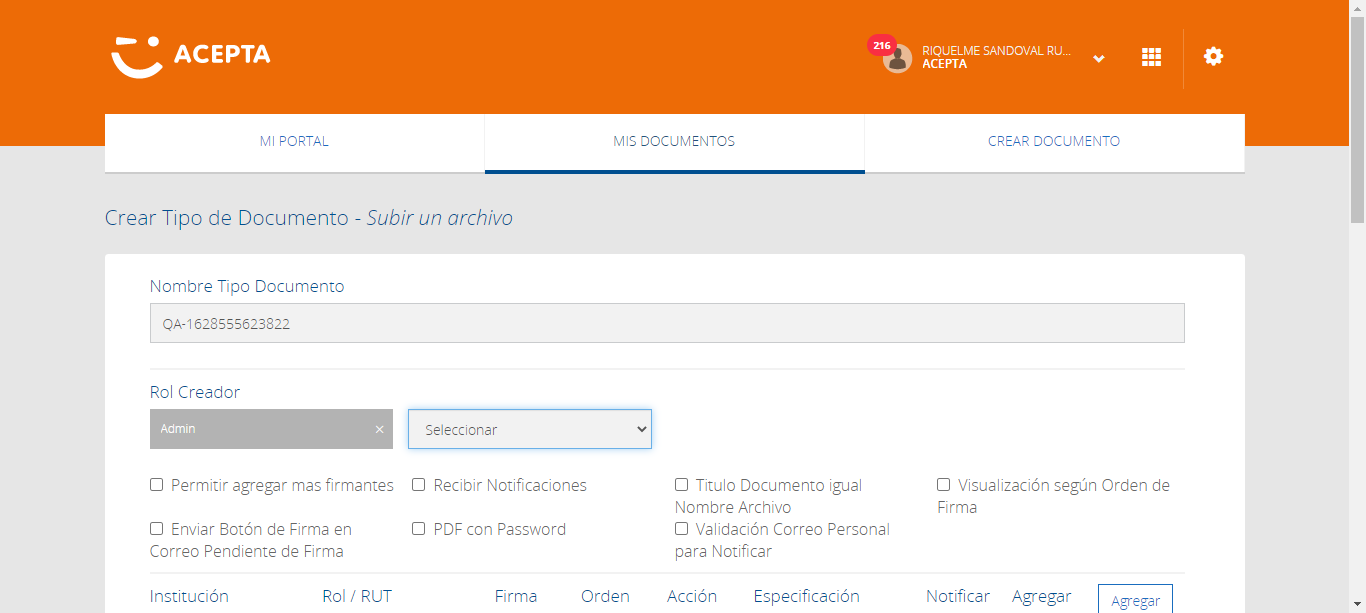 ACEPTA
216
RIQUELME SANDOVAL RU...
ACEPTA
MI PORTAL
MIS DOCUMENTOS
CREAR DOCUMENTO
Crear Tipo de Documento - Subir un archivo
Nombre Tipo Documento
QA-1628555623822
Rol Creador
Admin ×
Seleccionar
Permitir agregar mas firmantes
Recibir Notificaciones
Titulo Documento igual
Nombre Archivo
Visualización según Orden de
Firma
Enviar Botón de Firma en
Correo Pendiente de Firma
PDF con Password
Validación Correo Personal
para Notificar
Institución Rol / RUT Firma Orden Acción Especificación Notificar Agregar Agregar